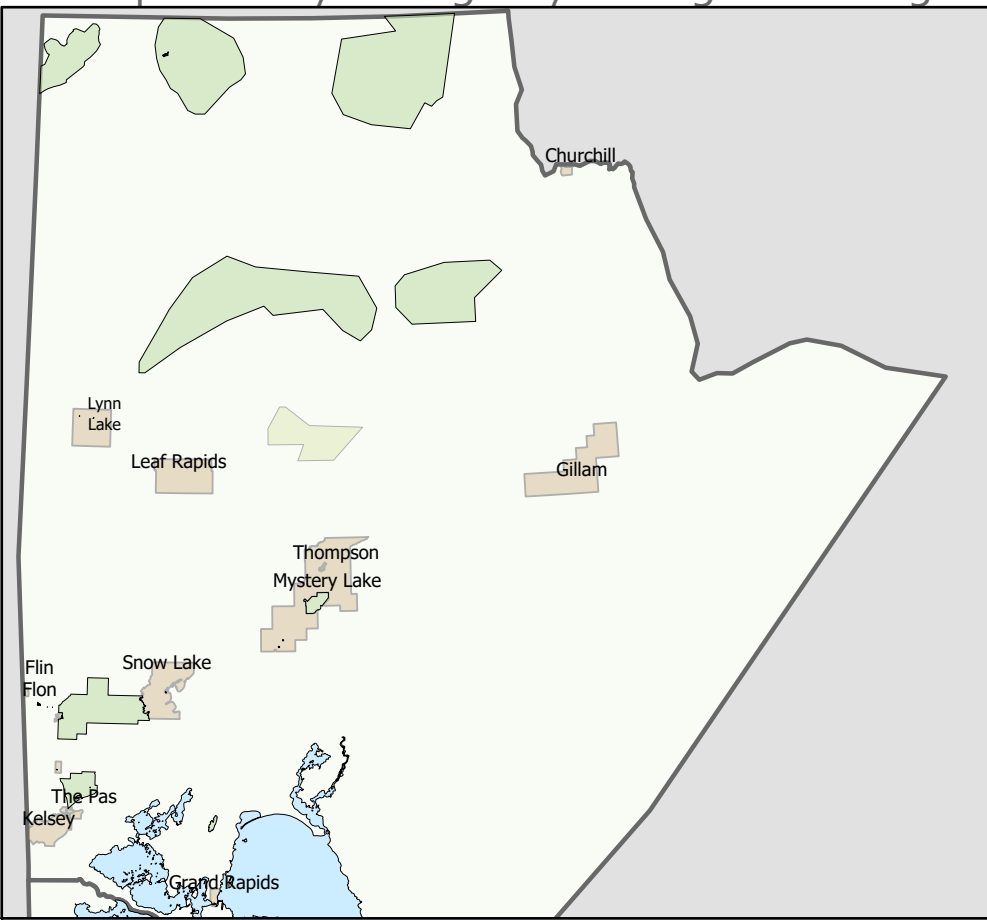 Churchill
Lynn
Lake
Leaf Rapids
Gillam
Thompson
Mystery Lake
Snow Lake
Flin
Flon
The Pas
Kelsey
Grand Rapids